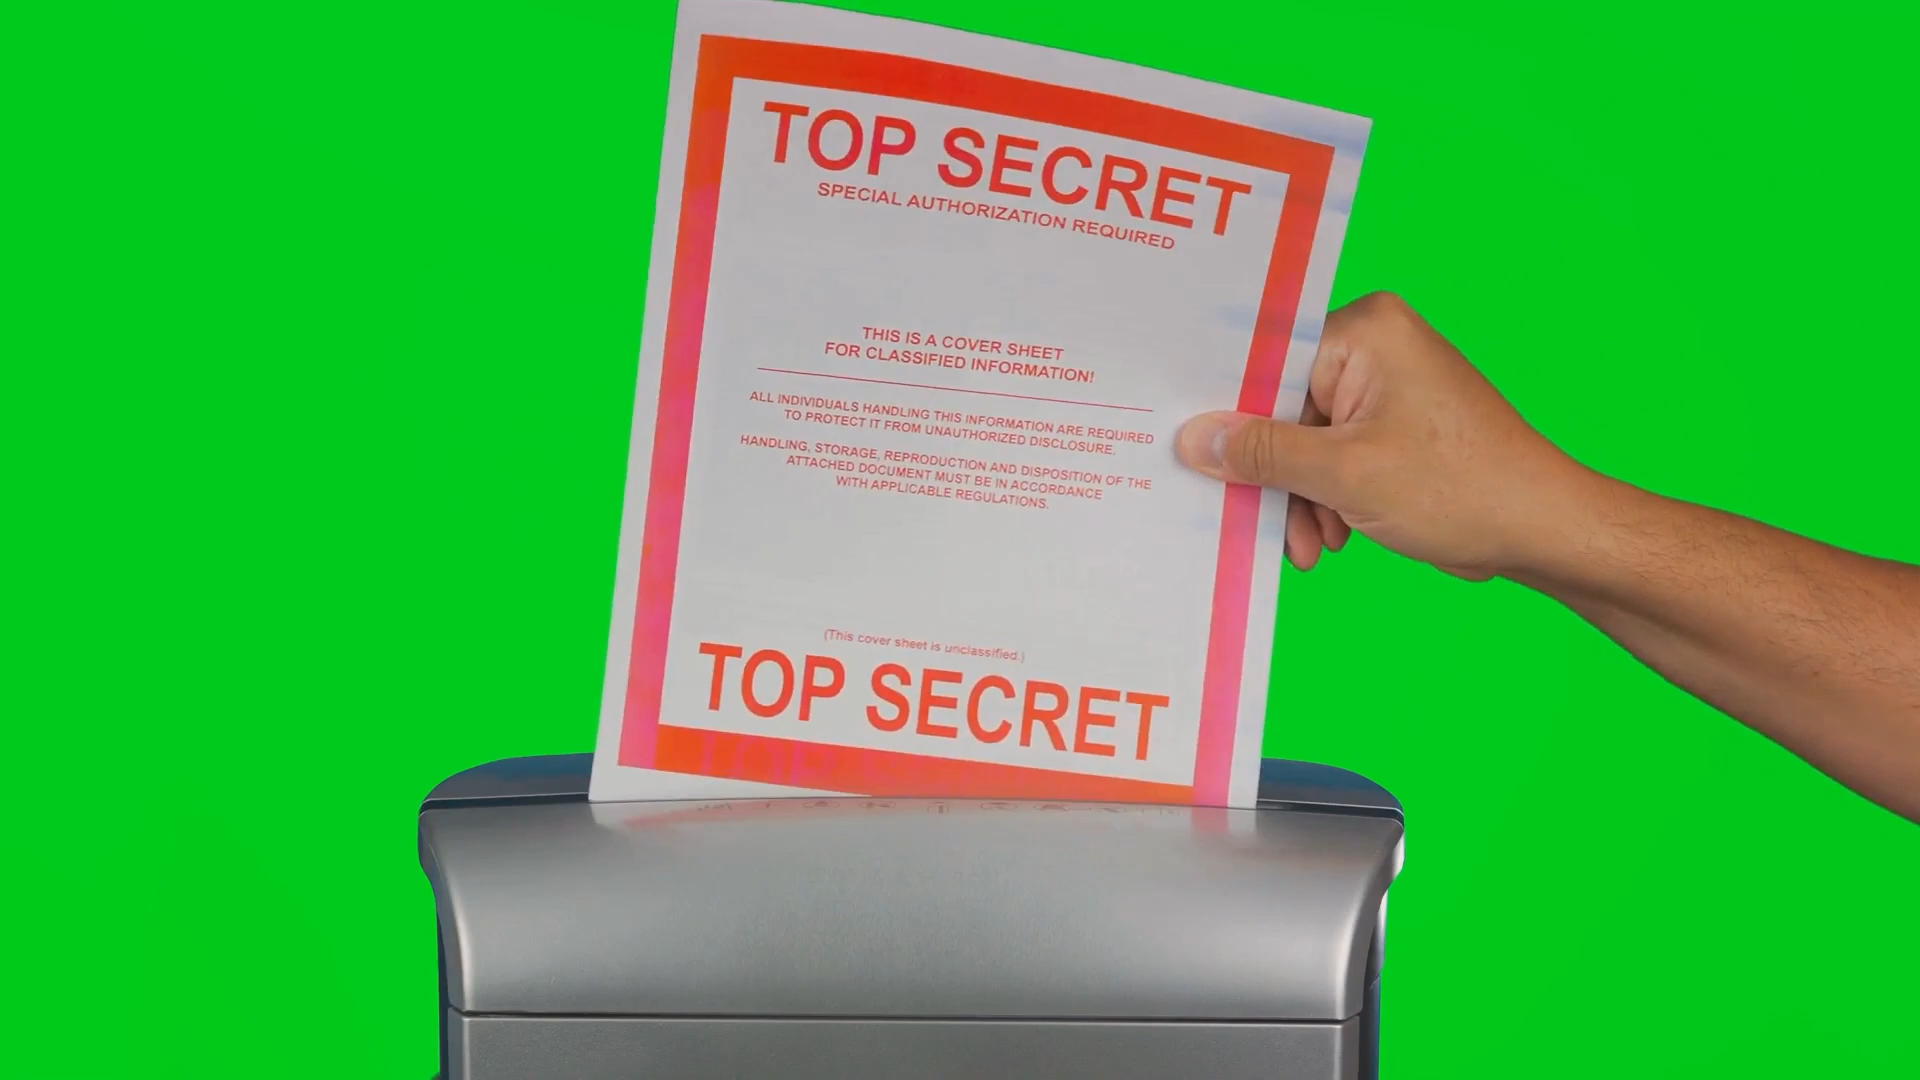 TOP SECRET
SPECIAL AUTHORIZATION REQUIRED
THIS IS A COVER SHEET
FOR CLASSIFIED INFORMATION!
ALL INDIVIDUALS HANDLING THIS INFORMATION ARE REQUIRED
TO PROTECT IT FROM UNAUTHORIZED DISCLOSURE.
HANDLING, STORAGE, REPRODUCTION AND DISPOSITION OF THE
ATTACHED DOCUMENT MUST BE IN ACCORDANCE
WITH APPLICABLE REGULATIONS.
(This cover sheet is unclassified.)
TOP SECRET